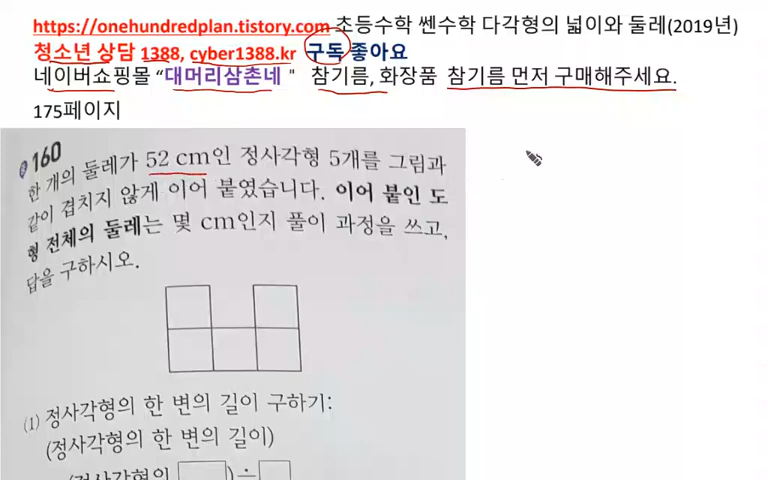 https://onehundredplan.tistory.com 초등수학 쎈수학 다각형의 넓이와 둘레(2019년)
청소년 상담 1388, cyber1388.kr 구독 좋아요
네이버쇼핑몰 “대머리삼촌네 " 참기름, 화장품 참기름 먼저 구매해주세요.
175페이지
160
한 개의 둘레가 52 cm인 정사각형 5개를 그림과
같이 겹치지 않게 이어 붙였습니다. 이어 붙인 도
형 전체의 둘레는 몇 cm인지 풀이 과정을 쓰고,
답을 구하시오.
(1) 정사각형의 한 변의 길이 구하기:
(정사각형의 한 변의 길이)
(정사각형의 )÷